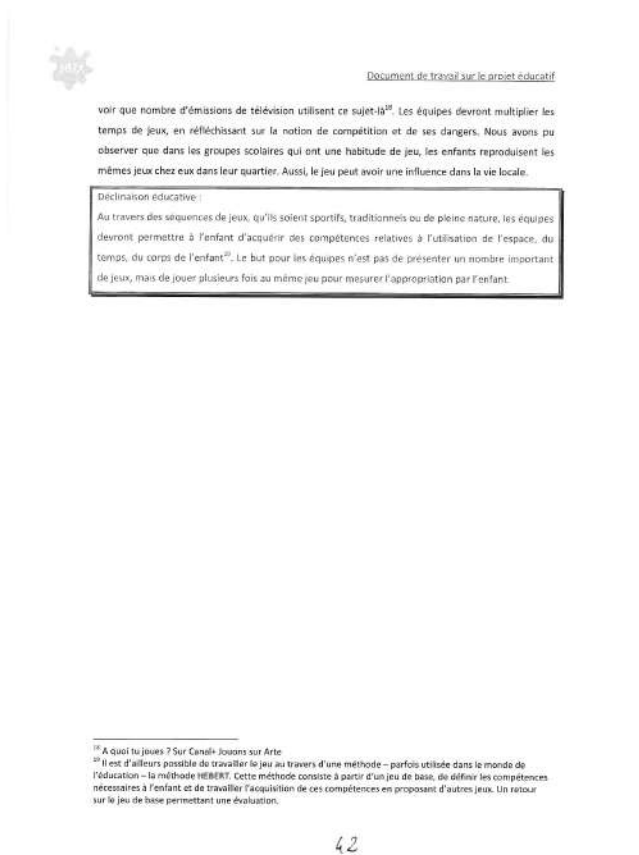 Document de travail sur le projet éducatif
voir que nombre d'émissions de télévision utilisent ce sujet-là¹⁸. Les équipes devront multiplier les
temps de jeux, en réfléchissant sur la notion de compétition et de ses dangers. Nous avons pu
observer que dans les groupes scolaires qui ont une habitude de jeu, les enfants reproduisent les
mêmes jeux chez eux dans leur quartier. Aussi, le jeu peut avoir une influence dans la vie locale.
Déclinaison éducative :
Au travers des séquences de jeux, qu'ils soient sportifs, traditionnels ou de pleine nature, les équipes
devront permettre à l'enfant d'acquérir des compétences relatives à l'utilisation de l'espace, du
temps, du corps de l'enfant¹⁹. Le but pour les équipes n'est pas de présenter un nombre important
de jeux, mais de jouer plusieurs fois au même jeu pour mesurer l'appropriation par l'enfant.
¹⁸ A quoi tu joues ? Sur Canal+ Jouons sur Arte
¹⁹ Il est d'ailleurs possible de travailler le jeu au travers d'une méthode – parfois utilisée dans le monde de
l'éducation – la méthode HEBERT. Cette méthode consiste à partir d'un jeu de base, de définir les compétences
nécessaires à l'enfant et de travailler l'acquisition de ces compétences en proposant d'autres jeux. Un retour
sur le jeu de base permettant une évaluation.
42